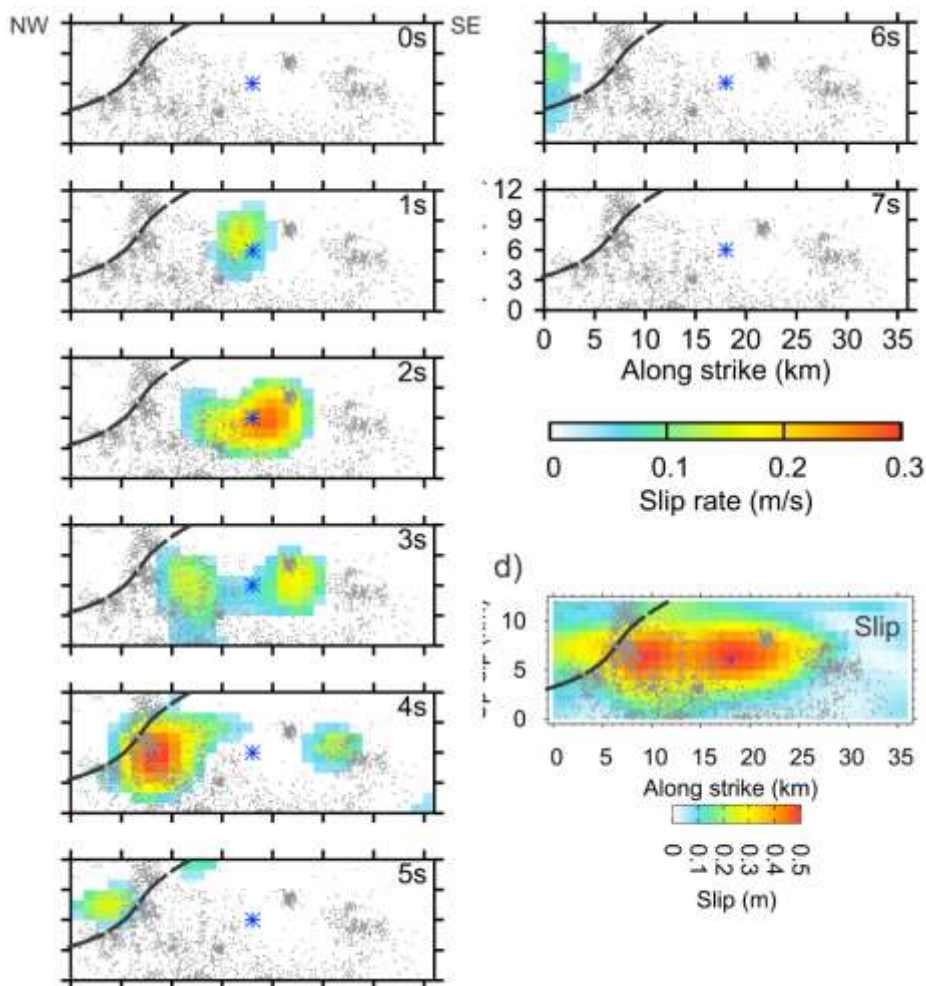 NW
0s
SE
1s
2s
3s
4s
5s
6s
12
9
6
3
0
7s
0 5 10 15 20 25 30 35
Along strike (km)
0 0.1 0.2 0.3
Slip rate (m/s)
d)
10
5
0
Slip
0 5 10 15 20 25 30 35
Along strike (km)
0 0.1 0.2 0.3 0.4 0.5
Slip (m)